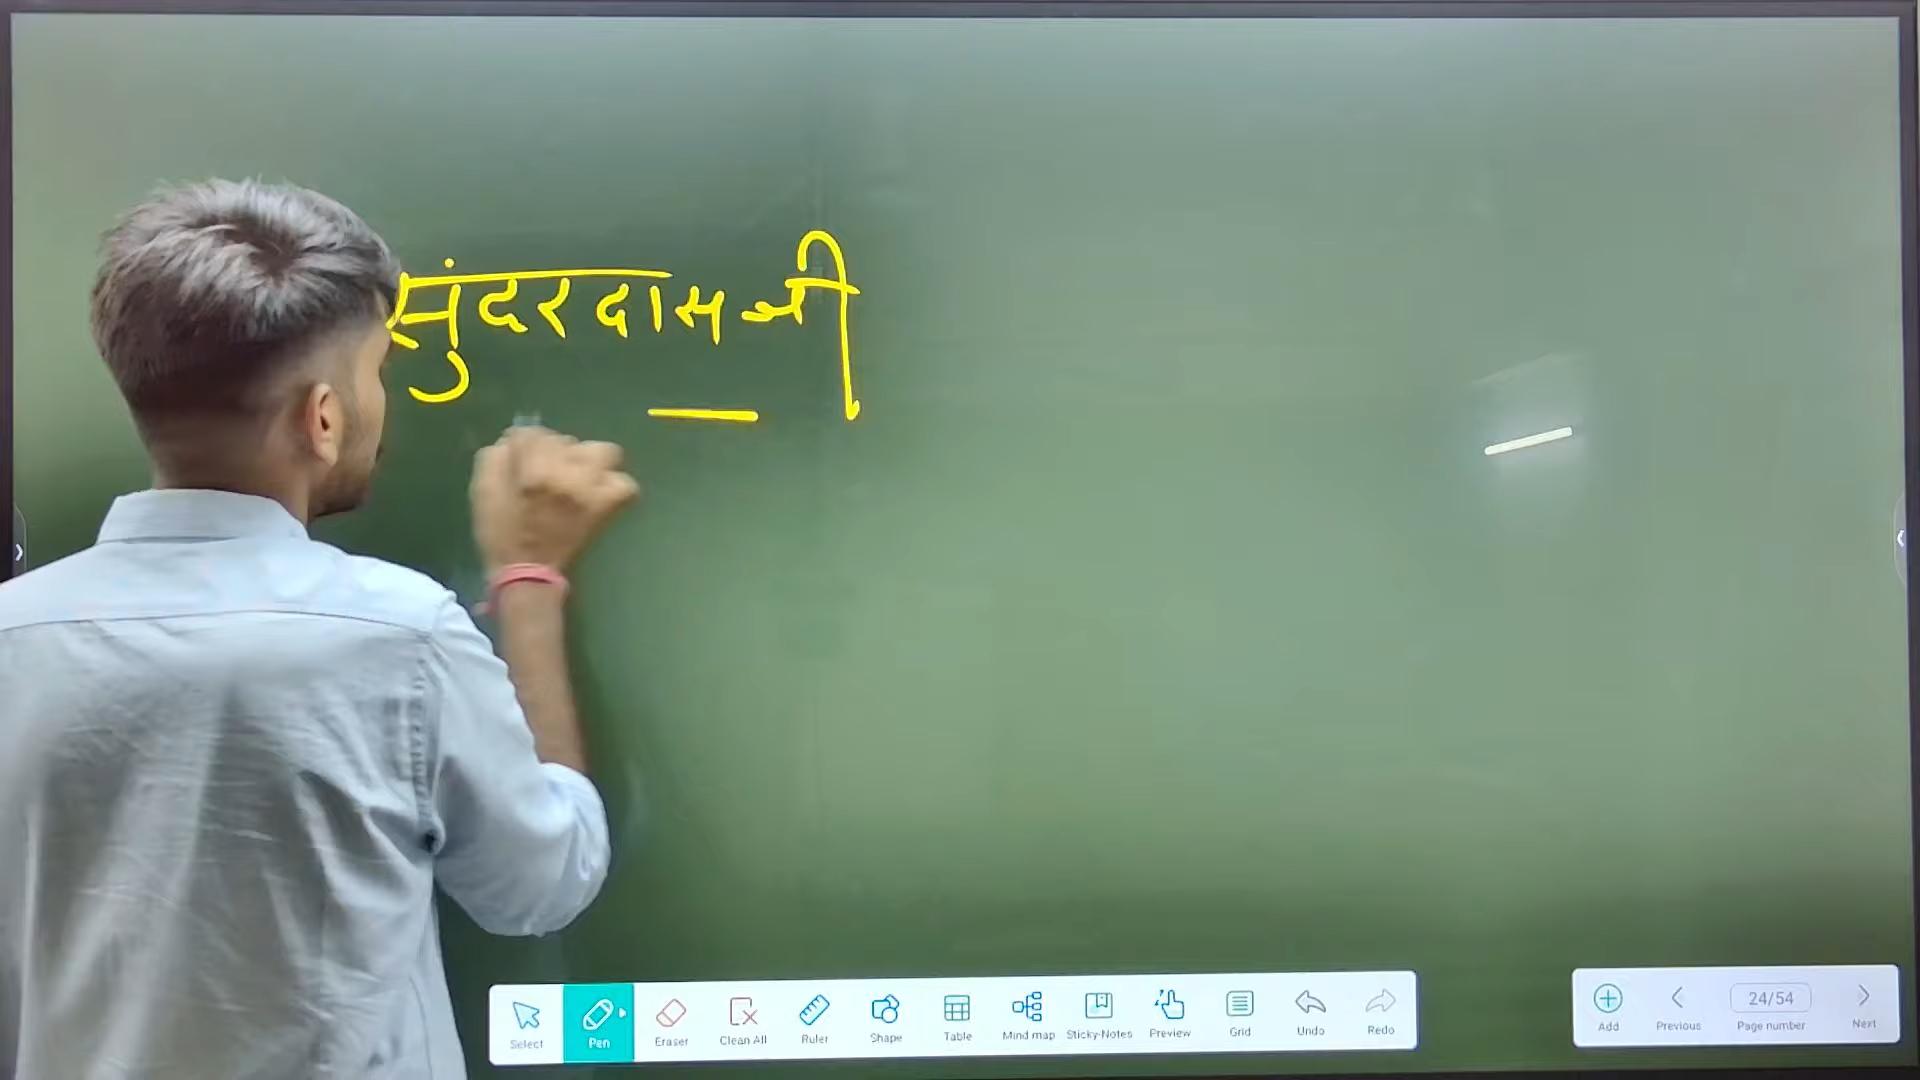 सुंदरदास जी
Select
Pen
Eraser
Clean All
Ruler
Shape
Table
Mind map
Sticky-Notes
Preview
Grid
Undo
Redo
Add
Previous
24/54
Page number
Next